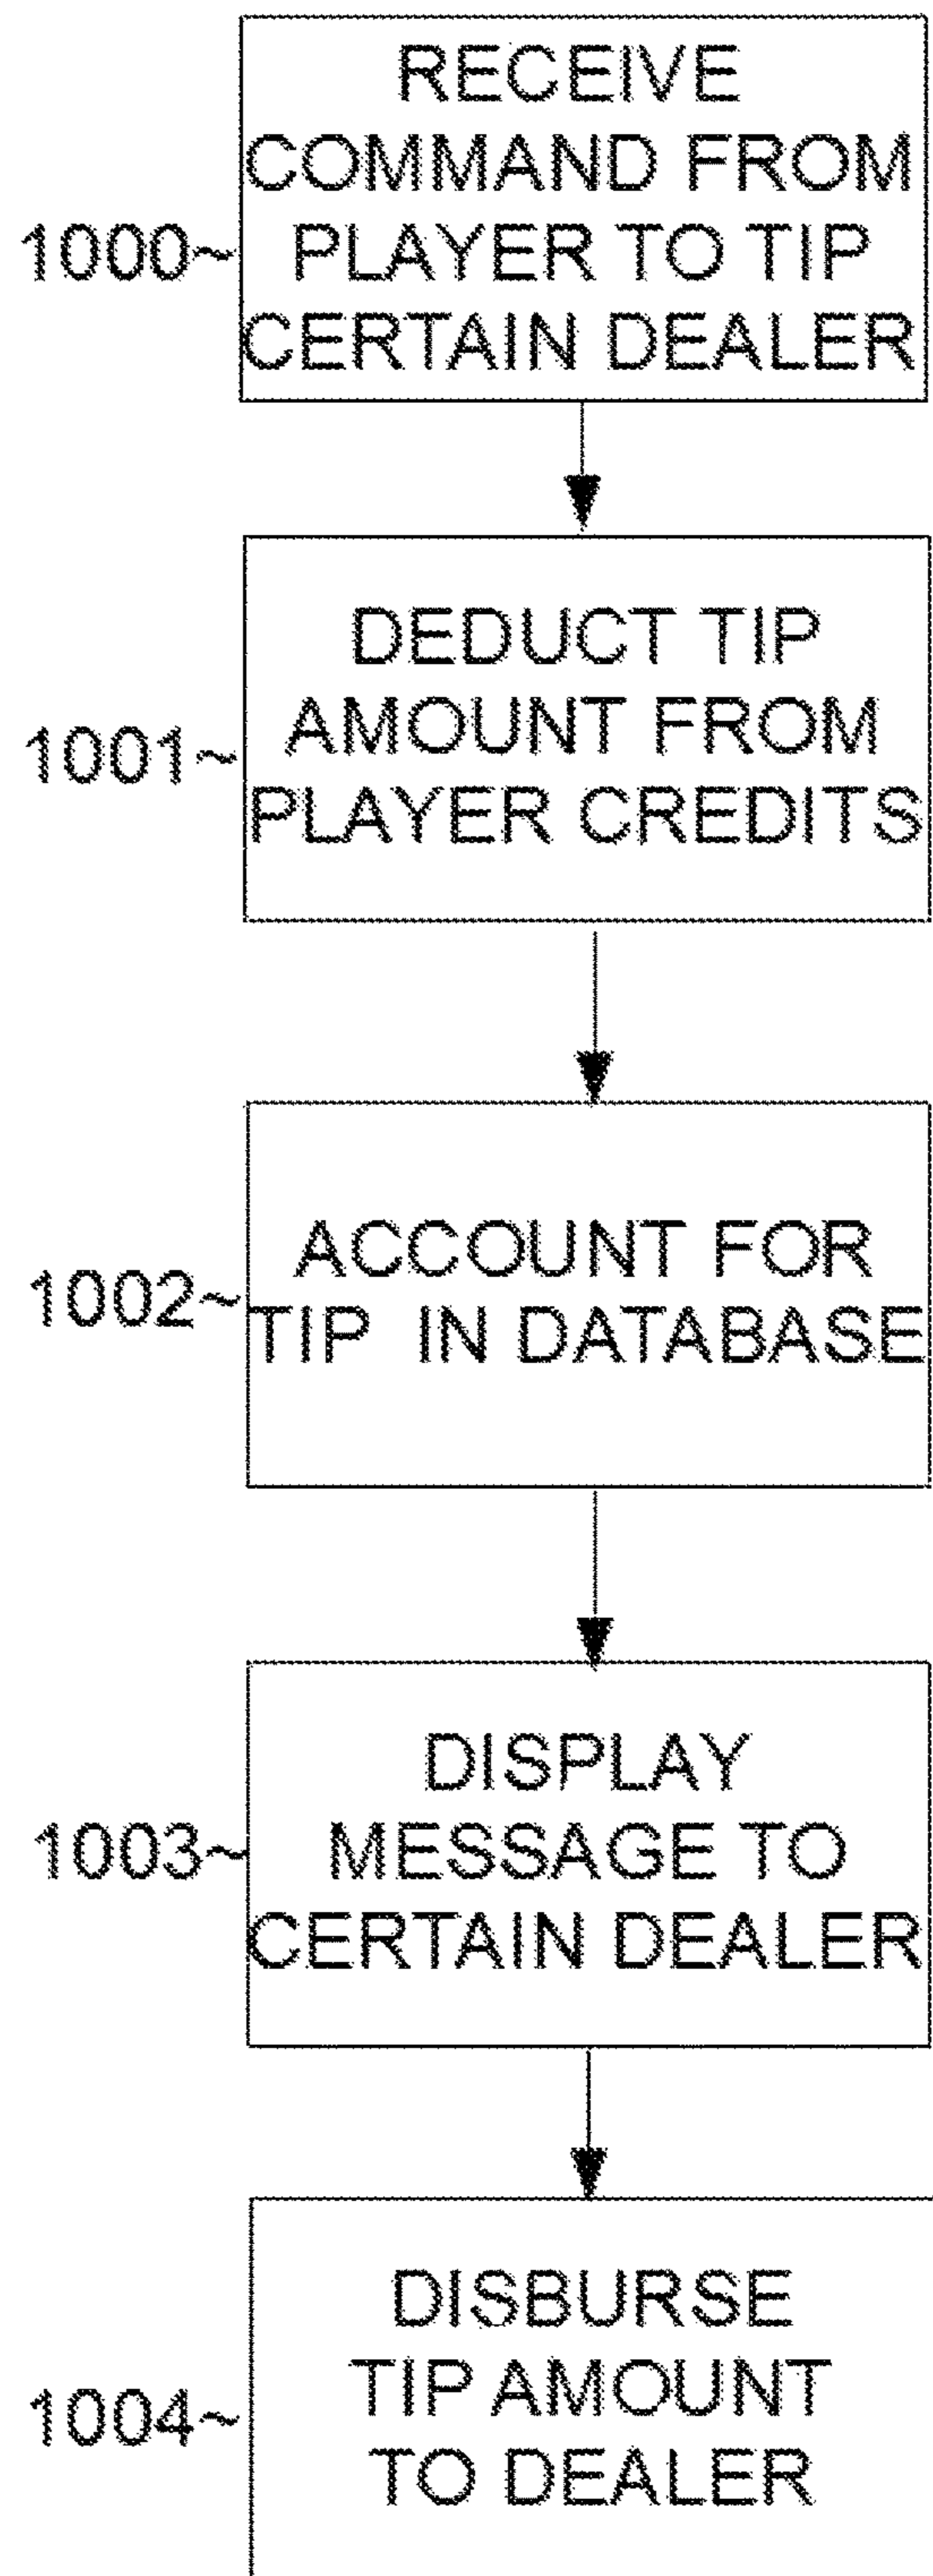 RECEIVE
COMMAND FROM
PLAYER TO TIP
CERTAIN DEALER
1000~
DEDUCT TIP
AMOUNT FROM
PLAYER CREDITS
1001~
ACCOUNT FOR
TIP IN DATABASE
1002~
DISPLAY
MESSAGE TO
CERTAIN DEALER
1003~
DISBURSE
TIP AMOUNT
TO DEALER
1004~